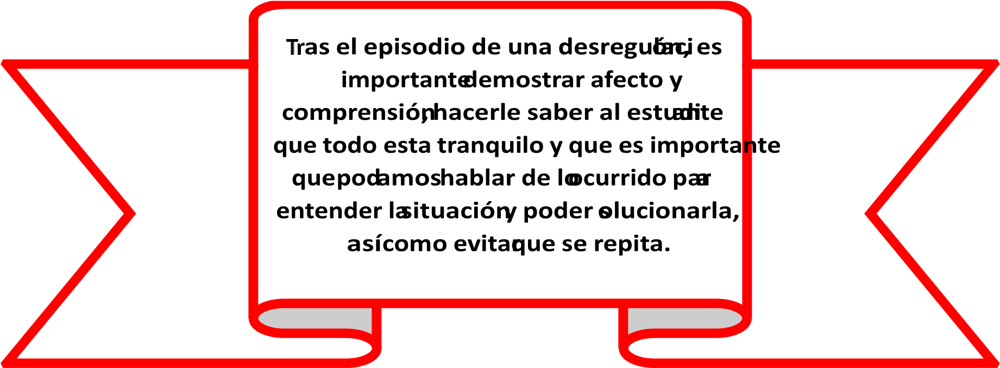 Tras el episodio de una desregulación, es
importante demostrar afecto y
comprensión, hacerle saber al estudiante
que todo esta tranquilo y que es importante
que podamos hablar de lo ocurrido para
entender la situación y poder solucionarla,
así como evitar que se repita.